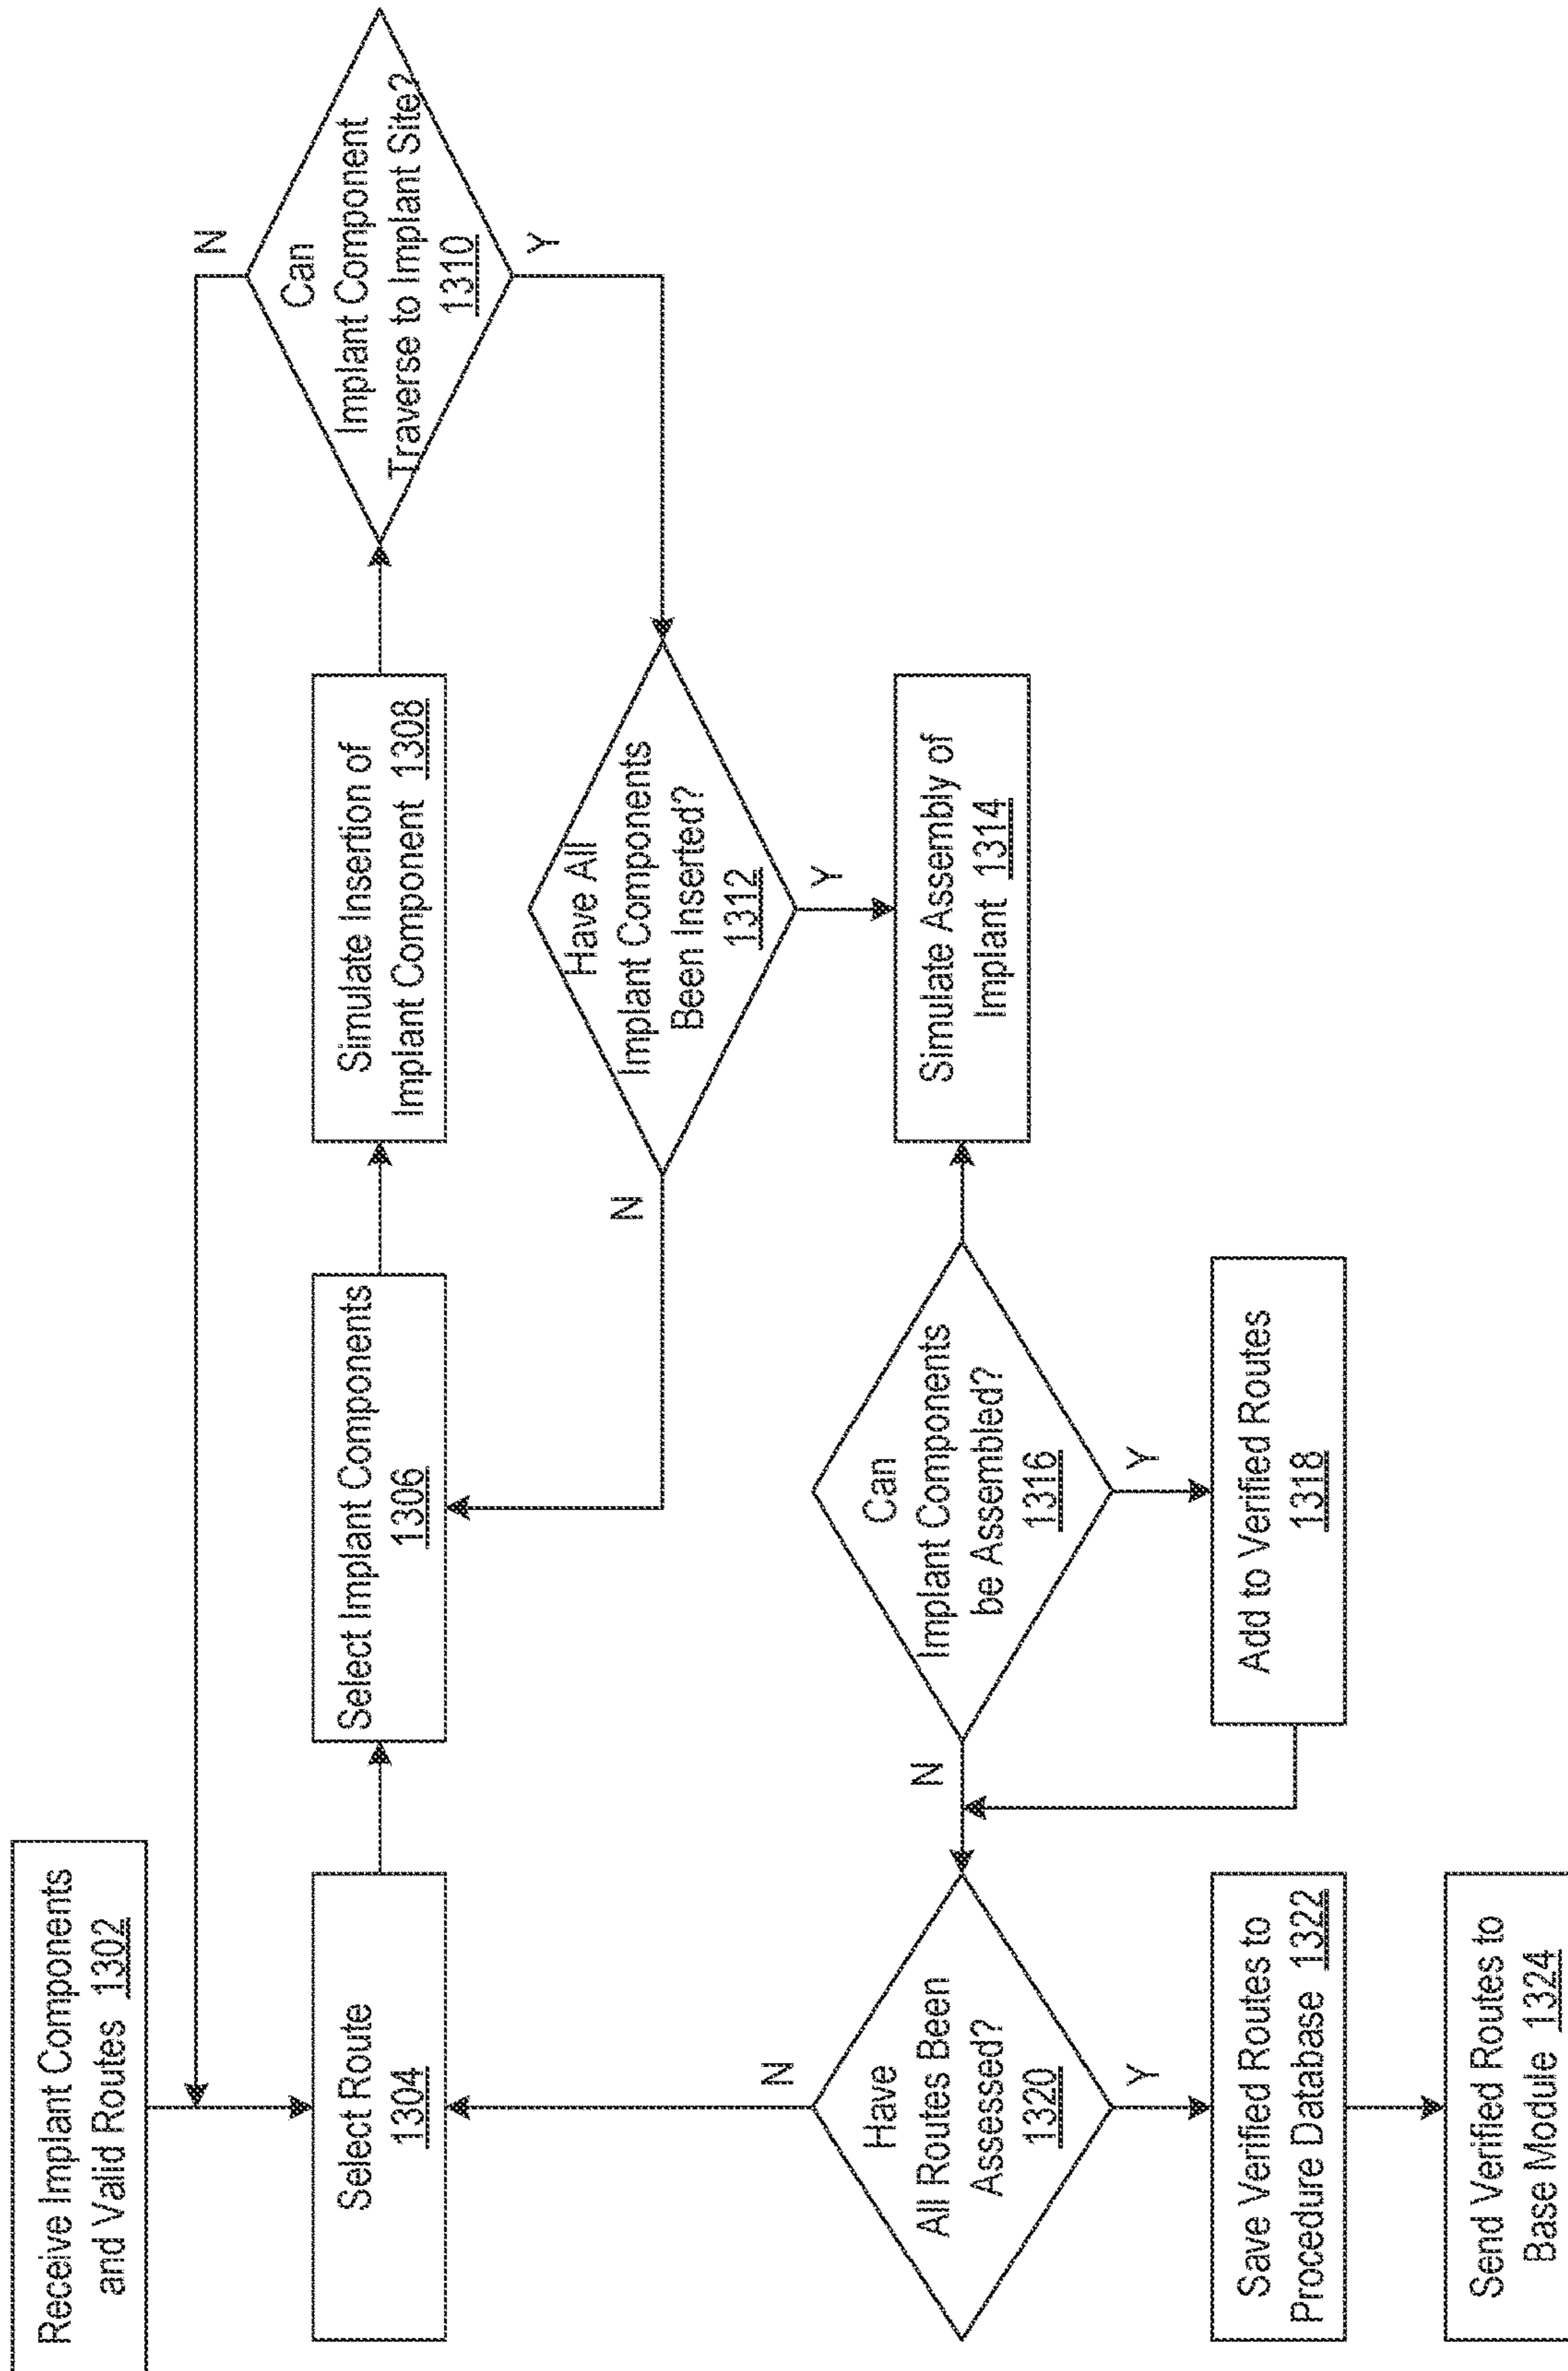 Receive Implant Components
and Valid Routes 1302
Select Route
1304
Select Implant Components
1306
Simulate Insertion of
Implant Component 1308
Can
Implant Component
Traverse to Implant Site?
1310
N
Y
Have All
Implant Components
Been Inserted?
1312
N
Y
Simulate Assembly of
Implant 1314
Can
Implant Components
be Assembled?
1316
N
Y
Add to Verified Routes
1318
Have
All Routes Been
Assessed?
1320
N
Y
Save Verified Routes to
Procedure Database 1322
Send Verified Routes to
Base Module 1324